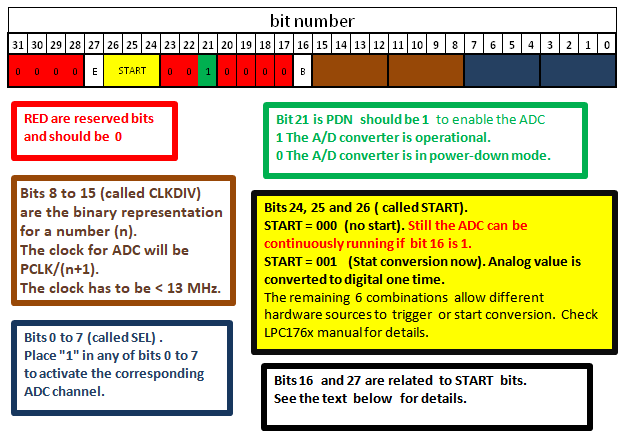 bit number
31 30 29 28 27 26 25 24 23 22 21 20 19 18 17 16 15 14 13 12 11 10 9 8 7 6 5 4 3 2 1 0
0 0 0 0 E START 0 0 1 0 0 0 0 B
RED are reserved bits
and should be 0
Bit 21 is PDN should be 1 to enable the ADC
1 The A/D converter is operational.
0 The A/D converter is in power-down mode.
Bits 8 to 15 (called CLKDIV)
are the binary representation
for a number (n).
The clock for ADC will be
PCLK/(n+1).
The clock has to be < 13 MHz.
Bits 24, 25 and 26 ( called START).
START = 000 (no start). Still the ADC can be
continuously running if bit 16 is 1.
START = 001 (Stat conversion now). Analog value is
converted to digital one time.
The remaining 6 combinations allow different
hardware sources to trigger or start conversion. Check
LPC176x manual for details.
Bits 0 to 7 (called SEL) .
Place "1" in any of bits 0 to 7
to activate the corresponding
ADC channel.
Bits 16 and 27 are related to START bits.
See the text below for details.